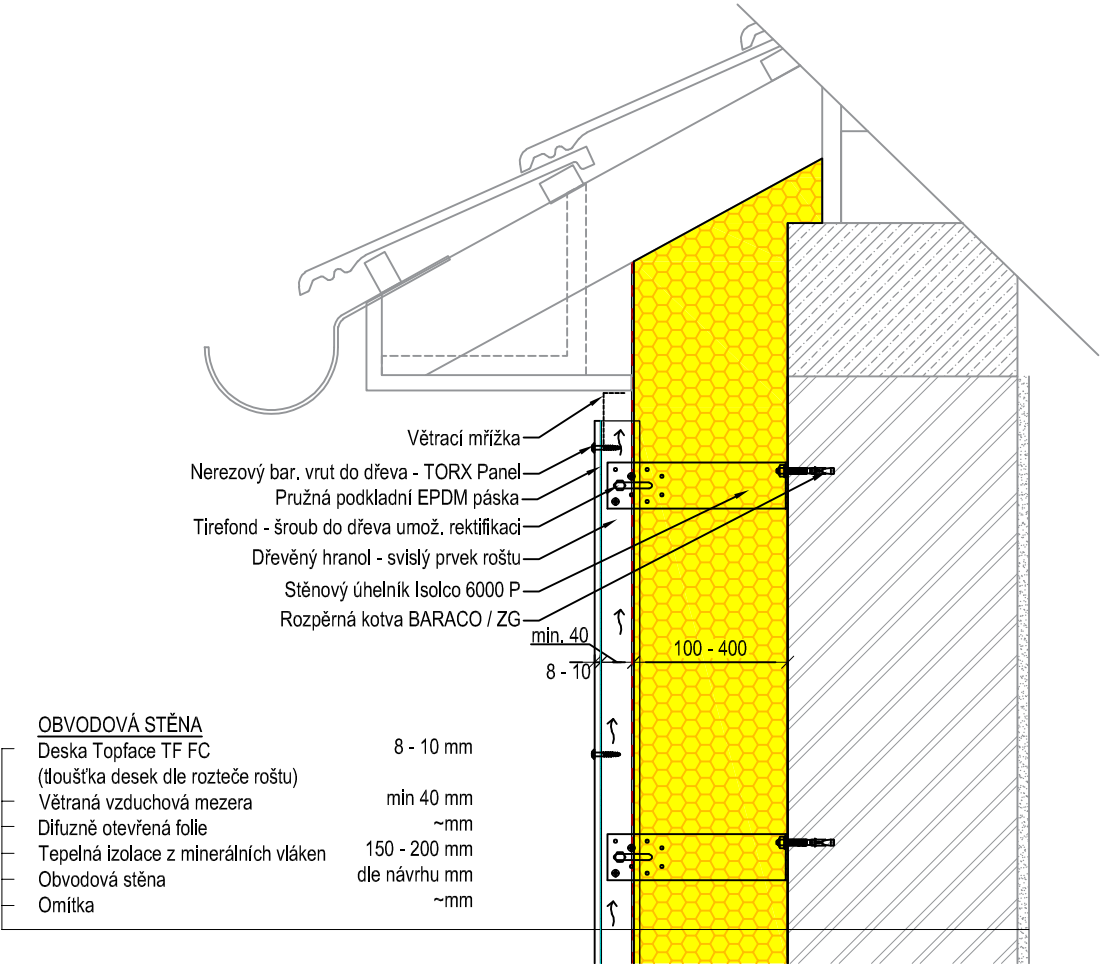 Větrací mřížka
Nerezový bar. vrut do dřeva - TORX Panel
Pružná podkladní EPDM páska
Tirefond - šroub do dřeva umož. rektifikaci
Dřevěný hranol - svislý prvek roštu
Stěnový úhelník Isolco 6000 P
Rozpěrná kotva BARACO / ZG
min. 40
100 - 400
8 - 10
OBVODOVÁ STĚNA
Deska Topface TF FC 8 - 10 mm
(tloušťka desek dle rozteče roštu)
Větraná vzduchová mezera min 40 mm
Difuzně otevřená folie ~mm
Tepelná izolace z minerálních vláken 150 - 200 mm
Obvodová stěna dle návrhu mm
Omítka ~mm